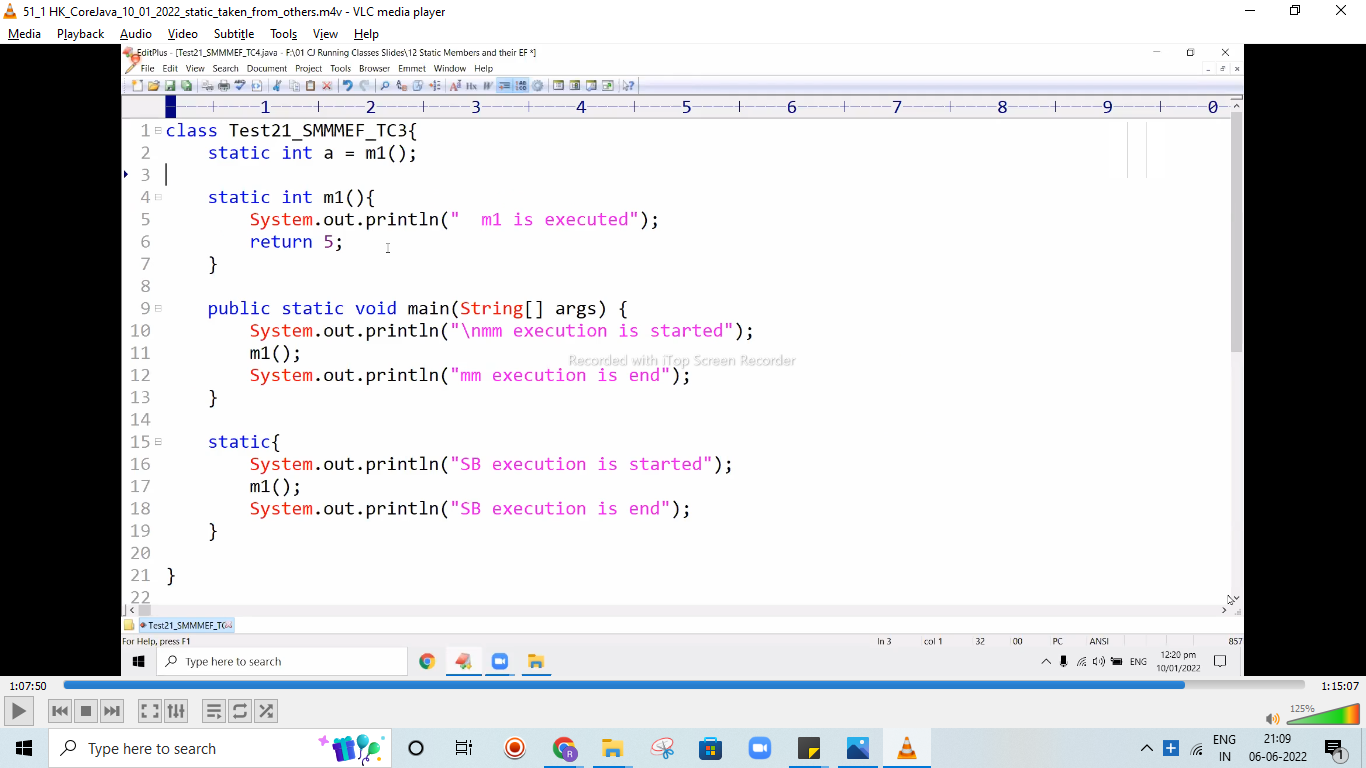 51_1 HK_CoreJava_10_01_2022_static_taken_from_others.m4v - VLC media player
Media Playback Audio Video Subtitle Tools View Help
EditPlus - [Test21_SMMMEF_TC4.java - F:\01 CJ Running Classes Slides\12 Static Members and their EF *]
File Edit View Search Document Project Tools Browser Emmet Window Help
1 2 3 4 5 6 7 8 9 0
1 class Test21_SMMMEF_TC3{
2 static int a = m1();
3
4 static int m1(){
5 System.out.println("  m1 is executed");
6 return 5;
7 }
8
9 public static void main(String[] args) {
10 System.out.println("\nmm execution is started");
11 m1();
Recorded with iTop Screen Recorder
12 System.out.println("mm execution is end");
13 }
14
15 static{
16 System.out.println("SB execution is started");
17 m1();
18 System.out.println("SB execution is end");
19 }
20
21 }
22
Test21_SMMMEF_TC
For Help, press F1 ln 3 col 1 32 00 PC ANSI 857
Type here to search ENG 12:20 pm
10/01/2022
1:07:50 1:15:07
125%
Type here to search ENG 21:09
IN 06-06-2022 1